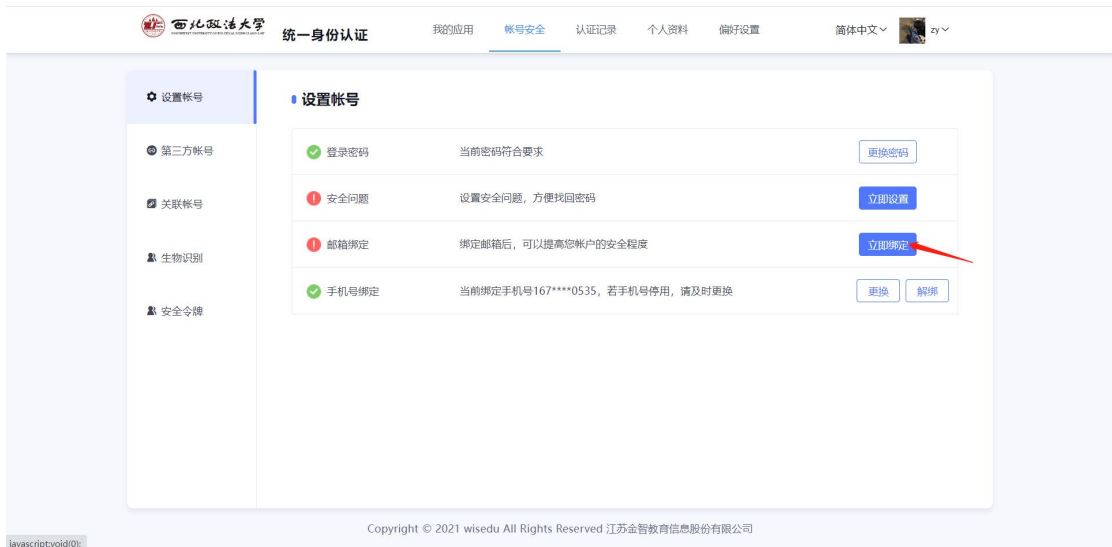 西北政法大学
统一身份认证
我的应用 帐号安全 认证记录 个人资料 偏好设置
简体中文 zy
设置帐号
第三方帐号
关联帐号
生物识别
安全令牌
设置帐号
登录密码 当前密码符合要求 更换密码
安全问题 设置安全问题，方便找回密码 立即设置
邮箱绑定 绑定邮箱后，可以提高您帐户的安全程度 立即绑定
手机号绑定 当前绑定手机号167****0535，若手机号停用，请及时更换 更换 解绑
Copyright © 2021 wisedu All Rights Reserved 江苏金智教育信息股份有限公司
javascript:void(0);